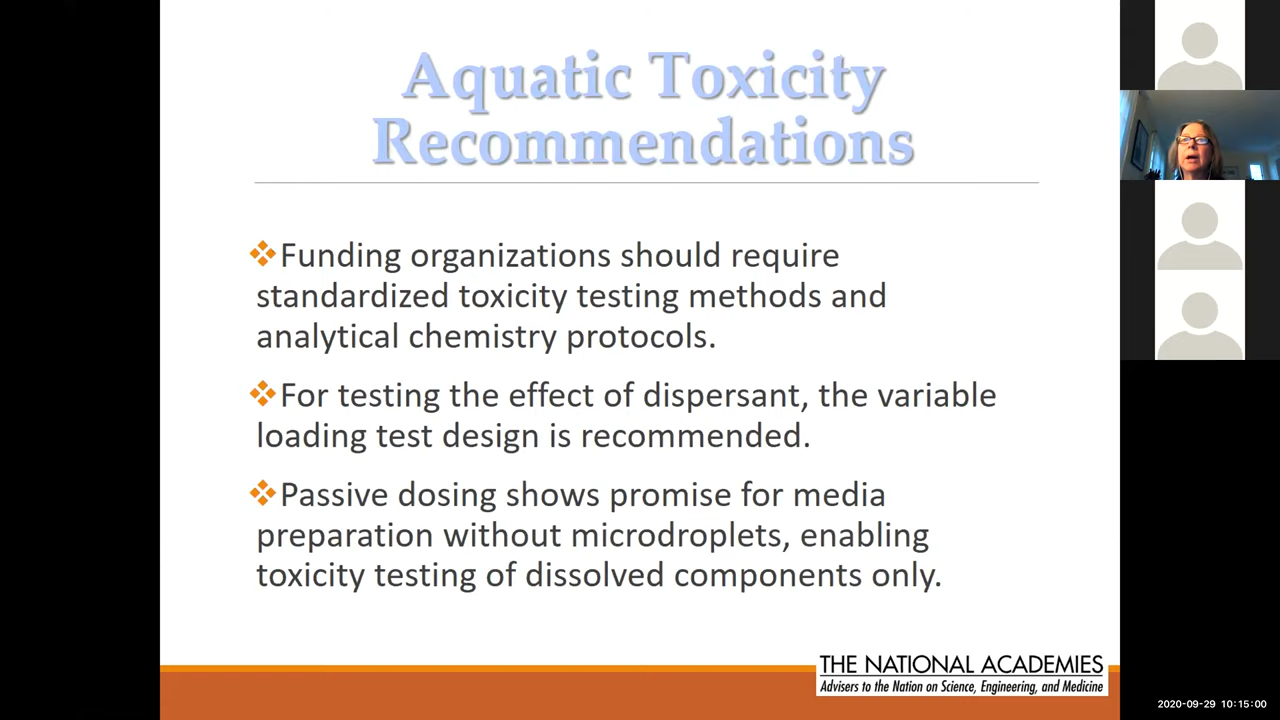 Aquatic Toxicity
Recommendations
❖Funding organizations should require
standardized toxicity testing methods and
analytical chemistry protocols.
❖For testing the effect of dispersant, the variable
loading test design is recommended.
❖Passive dosing shows promise for media
preparation without microdroplets, enabling
toxicity testing of dissolved components only.
THE NATIONAL ACADEMIES
Advisers to the Nation on Science, Engineering, and Medicine
2020-09-29 10:15:00